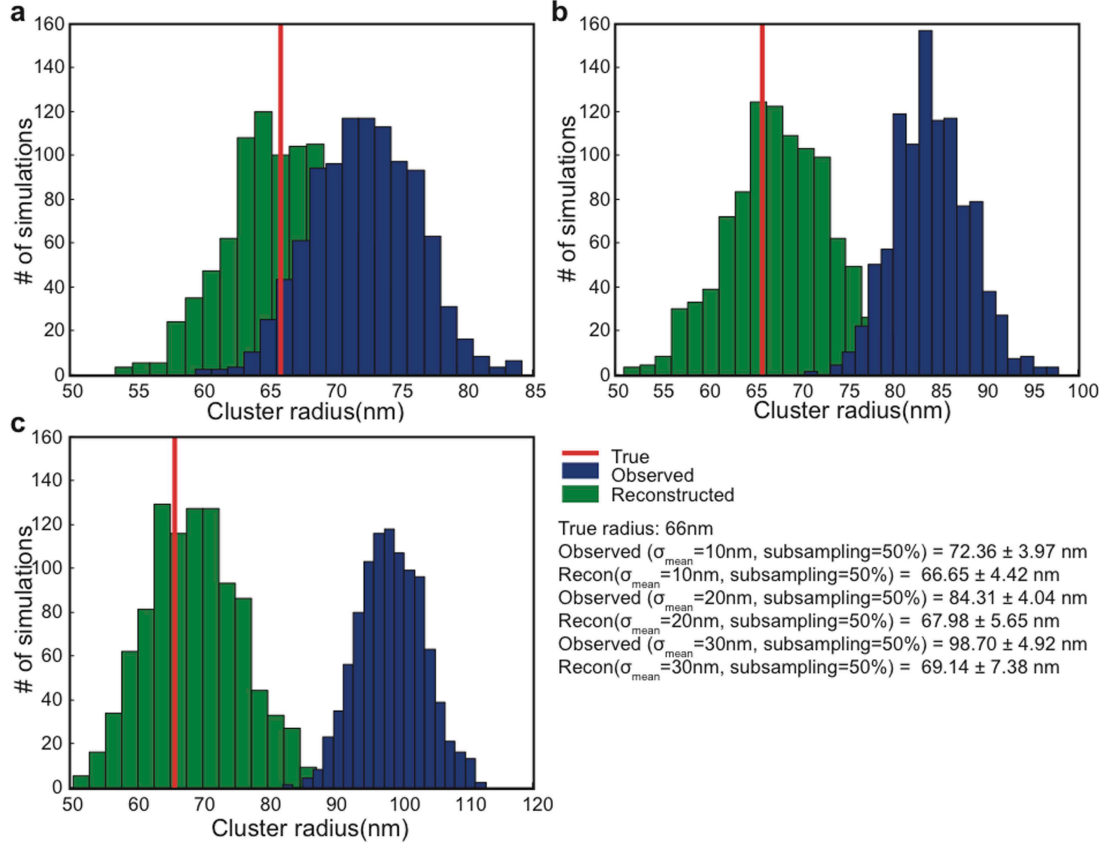 a
160
140
120
100
80
60
40
20
0
# of simulations
50 55 60 65 70 75 80 85
Cluster radius(nm)
b
160
140
120
100
80
60
40
20
0
# of simulations
50 55 60 65 70 75 80 85 90 95 100
Cluster radius(nm)
c
160
140
120
100
80
60
40
20
0
# of simulations
50 60 70 80 90 100 110 120
Cluster radius(nm)
True
Observed
Reconstructed
True radius: 66nm
Observed (σmean=10nm, subsampling=50%) = 72.36 ± 3.97 nm
Recon(σmean=10nm, subsampling=50%) = 66.65 ± 4.42 nm
Observed (σmean=20nm, subsampling=50%) = 84.31 ± 4.04 nm
Recon(σmean=20nm, subsampling=50%) = 67.98 ± 5.65 nm
Observed (σmean=30nm, subsampling=50%) = 98.70 ± 4.92 nm
Recon(σmean=30nm, subsampling=50%) = 69.14 ± 7.38 nm